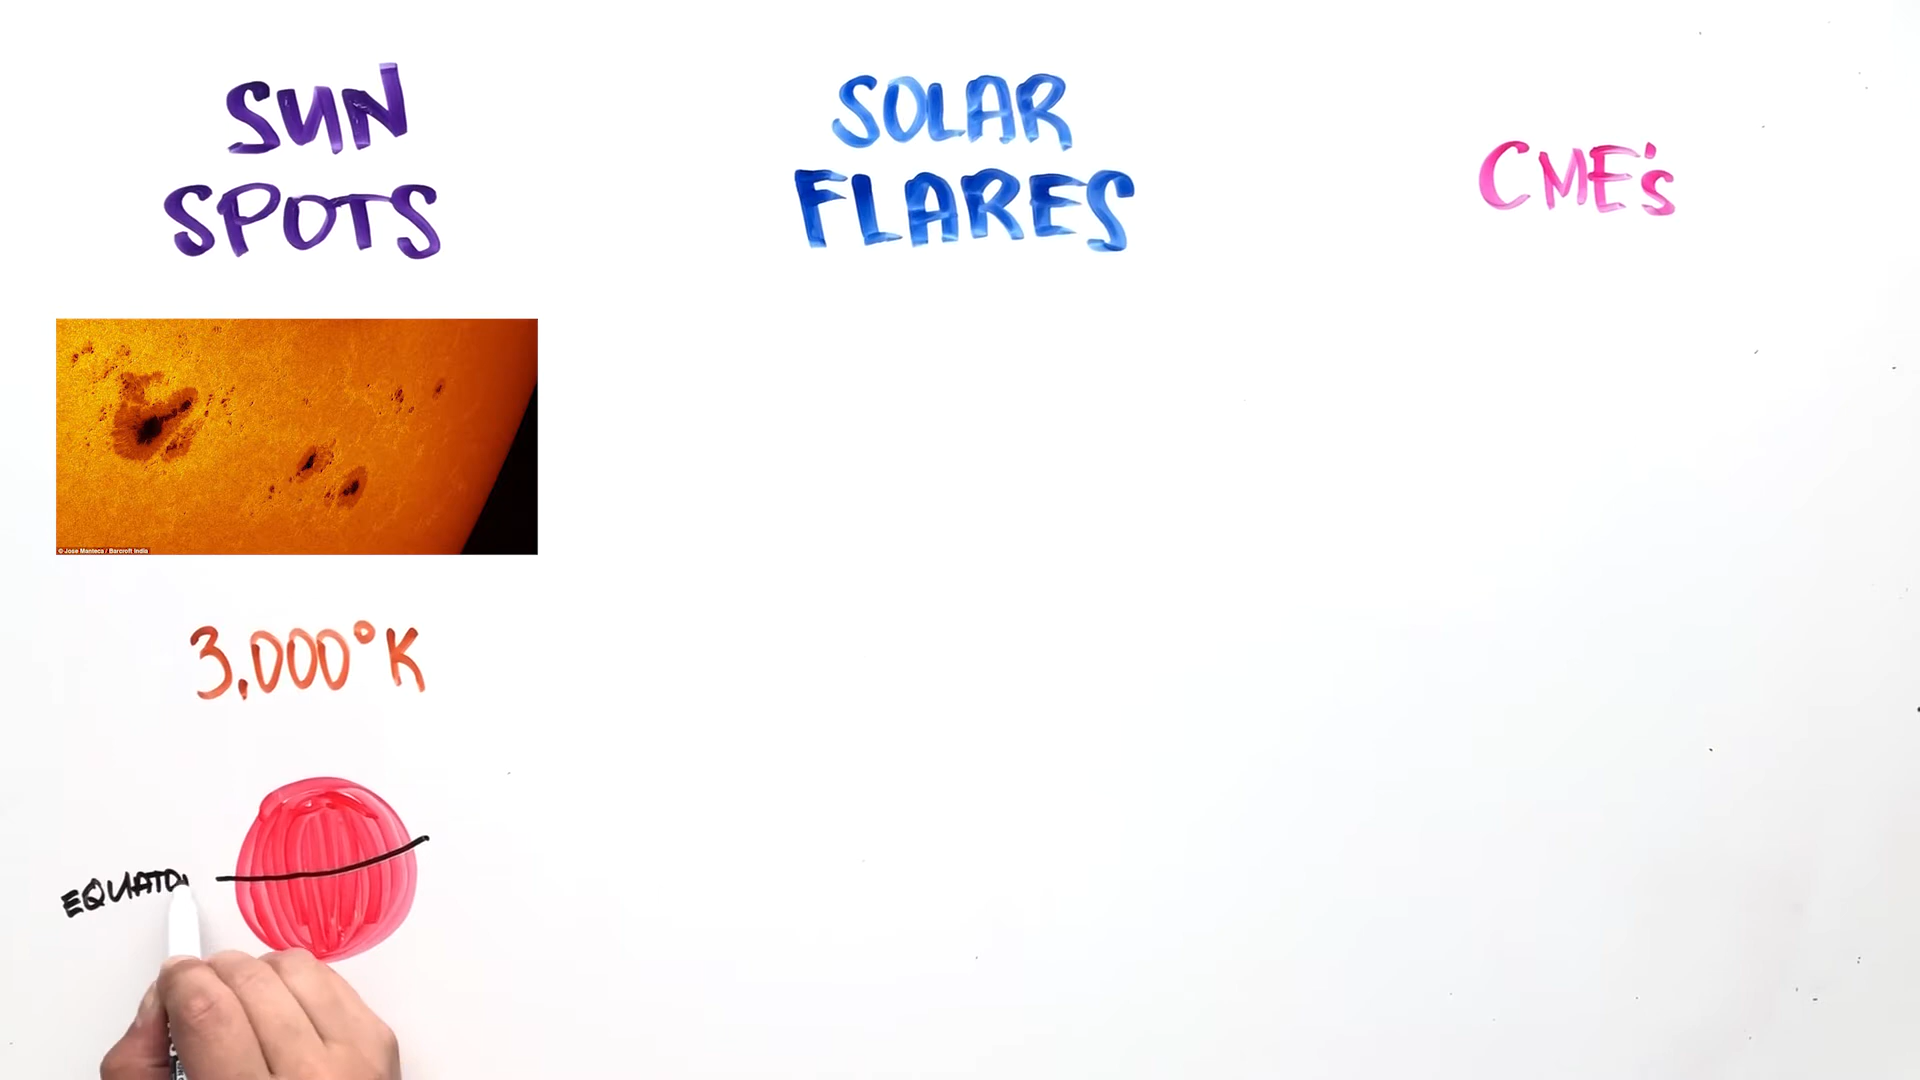 SUN
SPOTS
SOLAR
FLARES
CME's
© Jose Manteca / Barcroft India
3,000°K
EQUATO